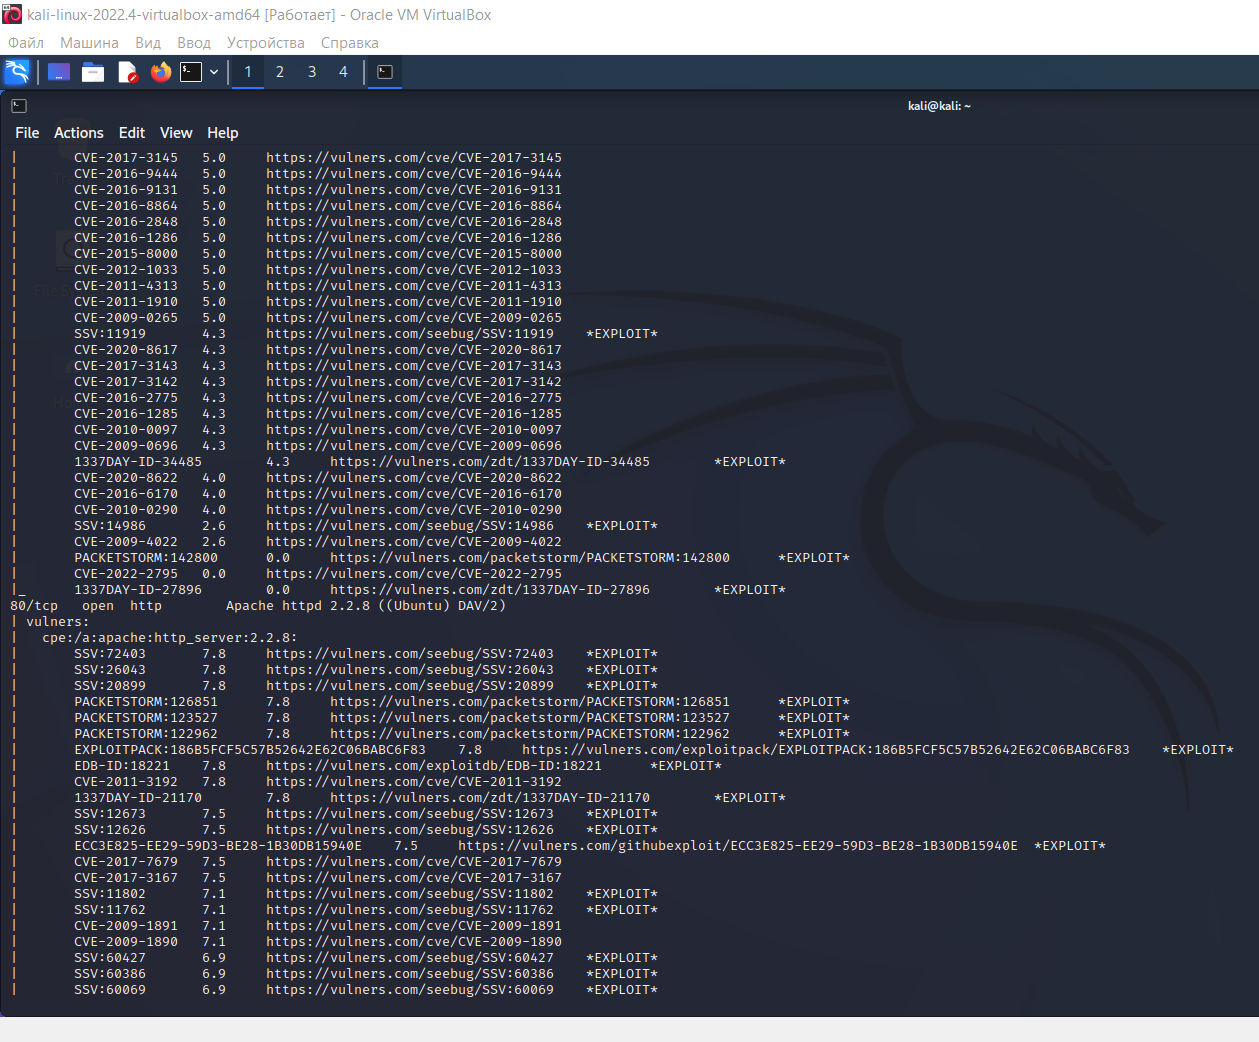 kali-linux-2022.4-virtualbox-amd64 [Работает] - Oracle VM VirtualBox
Файл Машина Вид Ввод Устройства Справка
1 2 3 4
kali@kali: ~
File Actions Edit View Help
| CVE-2017-3145 5.0 https://vulners.com/cve/CVE-2017-3145
| CVE-2016-9444 5.0 https://vulners.com/cve/CVE-2016-9444
| CVE-2016-9131 5.0 https://vulners.com/cve/CVE-2016-9131
| CVE-2016-8864 5.0 https://vulners.com/cve/CVE-2016-8864
| CVE-2016-2848 5.0 https://vulners.com/cve/CVE-2016-2848
| CVE-2016-1286 5.0 https://vulners.com/cve/CVE-2016-1286
| CVE-2015-8000 5.0 https://vulners.com/cve/CVE-2015-8000
| CVE-2012-1033 5.0 https://vulners.com/cve/CVE-2012-1033
| CVE-2011-4313 5.0 https://vulners.com/cve/CVE-2011-4313
| CVE-2011-1910 5.0 https://vulners.com/cve/CVE-2011-1910
| CVE-2009-0265 5.0 https://vulners.com/cve/CVE-2009-0265
| SSV:11919 4.3 https://vulners.com/seebug/SSV:11919 *EXPLOIT*
| CVE-2020-8617 4.3 https://vulners.com/cve/CVE-2020-8617
| CVE-2017-3143 4.3 https://vulners.com/cve/CVE-2017-3143
| CVE-2017-3142 4.3 https://vulners.com/cve/CVE-2017-3142
| CVE-2016-2775 4.3 https://vulners.com/cve/CVE-2016-2775
| CVE-2016-1285 4.3 https://vulners.com/cve/CVE-2016-1285
| CVE-2010-0097 4.3 https://vulners.com/cve/CVE-2010-0097
| CVE-2009-0696 4.3 https://vulners.com/cve/CVE-2009-0696
| 1337DAY-ID-34485 4.3 https://vulners.com/zdt/1337DAY-ID-34485 *EXPLOIT*
| CVE-2020-8622 4.0 https://vulners.com/cve/CVE-2020-8622
| CVE-2016-6170 4.0 https://vulners.com/cve/CVE-2016-6170
| CVE-2010-0290 4.0 https://vulners.com/cve/CVE-2010-0290
| SSV:14986 2.6 https://vulners.com/seebug/SSV:14986 *EXPLOIT*
| CVE-2009-4022 2.6 https://vulners.com/cve/CVE-2009-4022
| PACKETSTORM:142800 0.0 https://vulners.com/packetstorm/PACKETSTORM:142800 *EXPLOIT*
| CVE-2022-2795 0.0 https://vulners.com/cve/CVE-2022-2795
|_ 1337DAY-ID-27896 0.0 https://vulners.com/zdt/1337DAY-ID-27896 *EXPLOIT*
80/tcp open http Apache httpd 2.2.8 ((Ubuntu) DAV/2)
| vulners:
| cpe:/a:apache:http_server:2.2.8:
| SSV:72403 7.8 https://vulners.com/seebug/SSV:72403 *EXPLOIT*
| SSV:26043 7.8 https://vulners.com/seebug/SSV:26043 *EXPLOIT*
| SSV:20899 7.8 https://vulners.com/seebug/SSV:20899 *EXPLOIT*
| PACKETSTORM:126851 7.8 https://vulners.com/packetstorm/PACKETSTORM:126851 *EXPLOIT*
| PACKETSTORM:123527 7.8 https://vulners.com/packetstorm/PACKETSTORM:123527 *EXPLOIT*
| PACKETSTORM:122962 7.8 https://vulners.com/packetstorm/PACKETSTORM:122962 *EXPLOIT*
| EXPLOITPACK:186B5FCF5C57B52642E62C06BABC6F83 7.8 https://vulners.com/exploitpack/EXPLOITPACK:186B5FCF5C57B52642E62C06BABC6F83 *EXPLOIT*
| EDB-ID:18221 7.8 https://vulners.com/exploitdb/EDB-ID:18221 *EXPLOIT*
| CVE-2011-3192 7.8 https://vulners.com/cve/CVE-2011-3192
| 1337DAY-ID-21170 7.8 https://vulners.com/zdt/1337DAY-ID-21170 *EXPLOIT*
| SSV:12673 7.5 https://vulners.com/seebug/SSV:12673 *EXPLOIT*
| SSV:12626 7.5 https://vulners.com/seebug/SSV:12626 *EXPLOIT*
| ECC3E825-EE29-59D3-BE28-1B30DB15940E 7.5 https://vulners.com/githubexploit/ECC3E825-EE29-59D3-BE28-1B30DB15940E *EXPLOIT*
| CVE-2017-7679 7.5 https://vulners.com/cve/CVE-2017-7679
| CVE-2017-3167 7.5 https://vulners.com/cve/CVE-2017-3167
| SSV:11802 7.1 https://vulners.com/seebug/SSV:11802 *EXPLOIT*
| SSV:11762 7.1 https://vulners.com/seebug/SSV:11762 *EXPLOIT*
| CVE-2009-1891 7.1 https://vulners.com/cve/CVE-2009-1891
| CVE-2009-1890 7.1 https://vulners.com/cve/CVE-2009-1890
| SSV:60427 6.9 https://vulners.com/seebug/SSV:60427 *EXPLOIT*
| SSV:60386 6.9 https://vulners.com/seebug/SSV:60386 *EXPLOIT*
| SSV:60069 6.9 https://vulners.com/seebug/SSV:60069 *EXPLOIT*